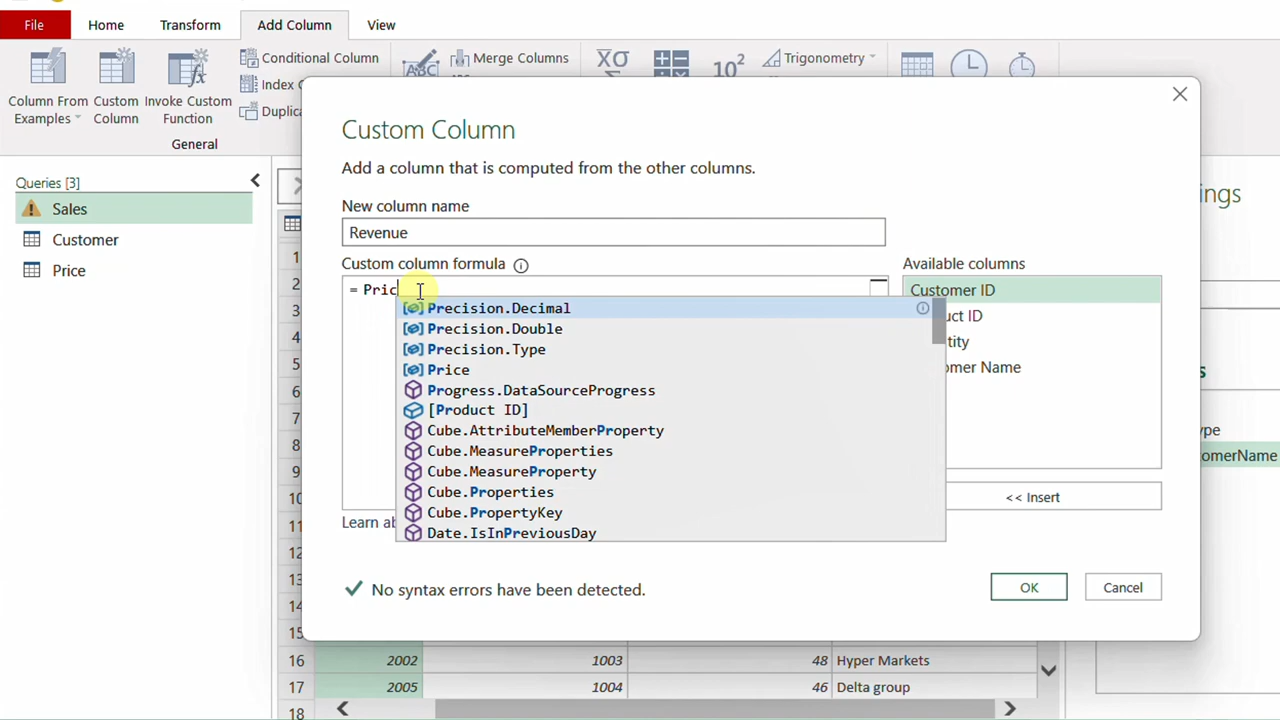 File Home Transform Add Column View
Conditional Column
Merge Columns
Trigonometry
Column From Examples
Custom Column
Invoke Custom Function
General
Queries [3]
Sales
Customer
Price
Custom Column
Add a column that is computed from the other columns.
New column name
Revenue
Custom column formula
= Pric
Precision.Decimal
Precision.Double
Precision.Type
Price
Progress.DataSourceProgress
[Product ID]
Cube.AttributeMemberProperty
Cube.MeasureProperties
Cube.MeasureProperty
Cube.Properties
Cube.PropertyKey
Date.IsInPreviousDay
Available columns
Customer ID
uct ID
tity
omer Name
<< Insert
Learn ab
No syntax errors have been detected.
OK
Cancel
ngs
ype
omerName
1
2
3
4
5
6
7
8
9
10
11
12
13
14
15
16 2002 1003 48 Hyper Markets
17 2005 1004 46 Delta group
18